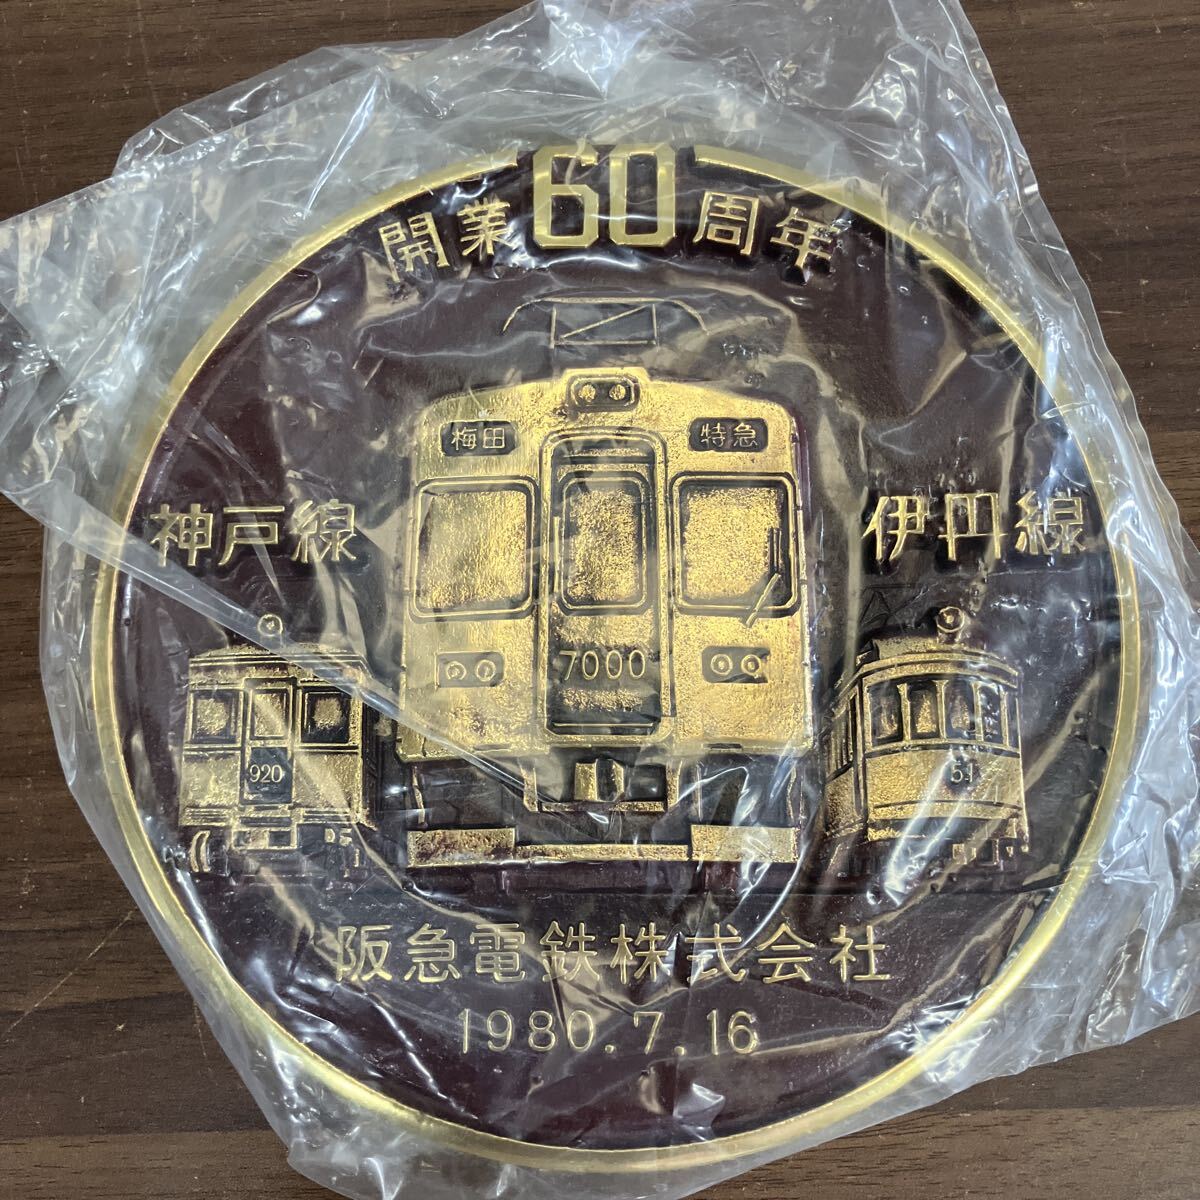 開業60周年
梅田
特急
神戸線
伊丹線
7000
920
51
阪急電鉄株式会社
1980.7.16